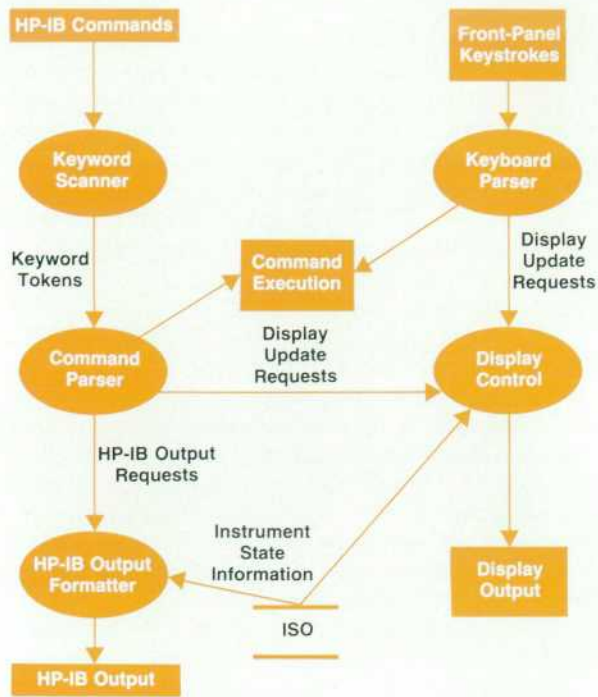 HP-IB Commands
Front-Panel
Keystrokes
Keyword
Scanner
Keyboard
Parser
Keyword
Tokens
Command
Execution
Display
Update
Requests
Command
Parser
Display
Update
Requests
Display
Control
HP-IB Output
Requests
Instrument
State
Information
HP-IB Output
Formatter
Display
Output
ISO
HP-IB Output